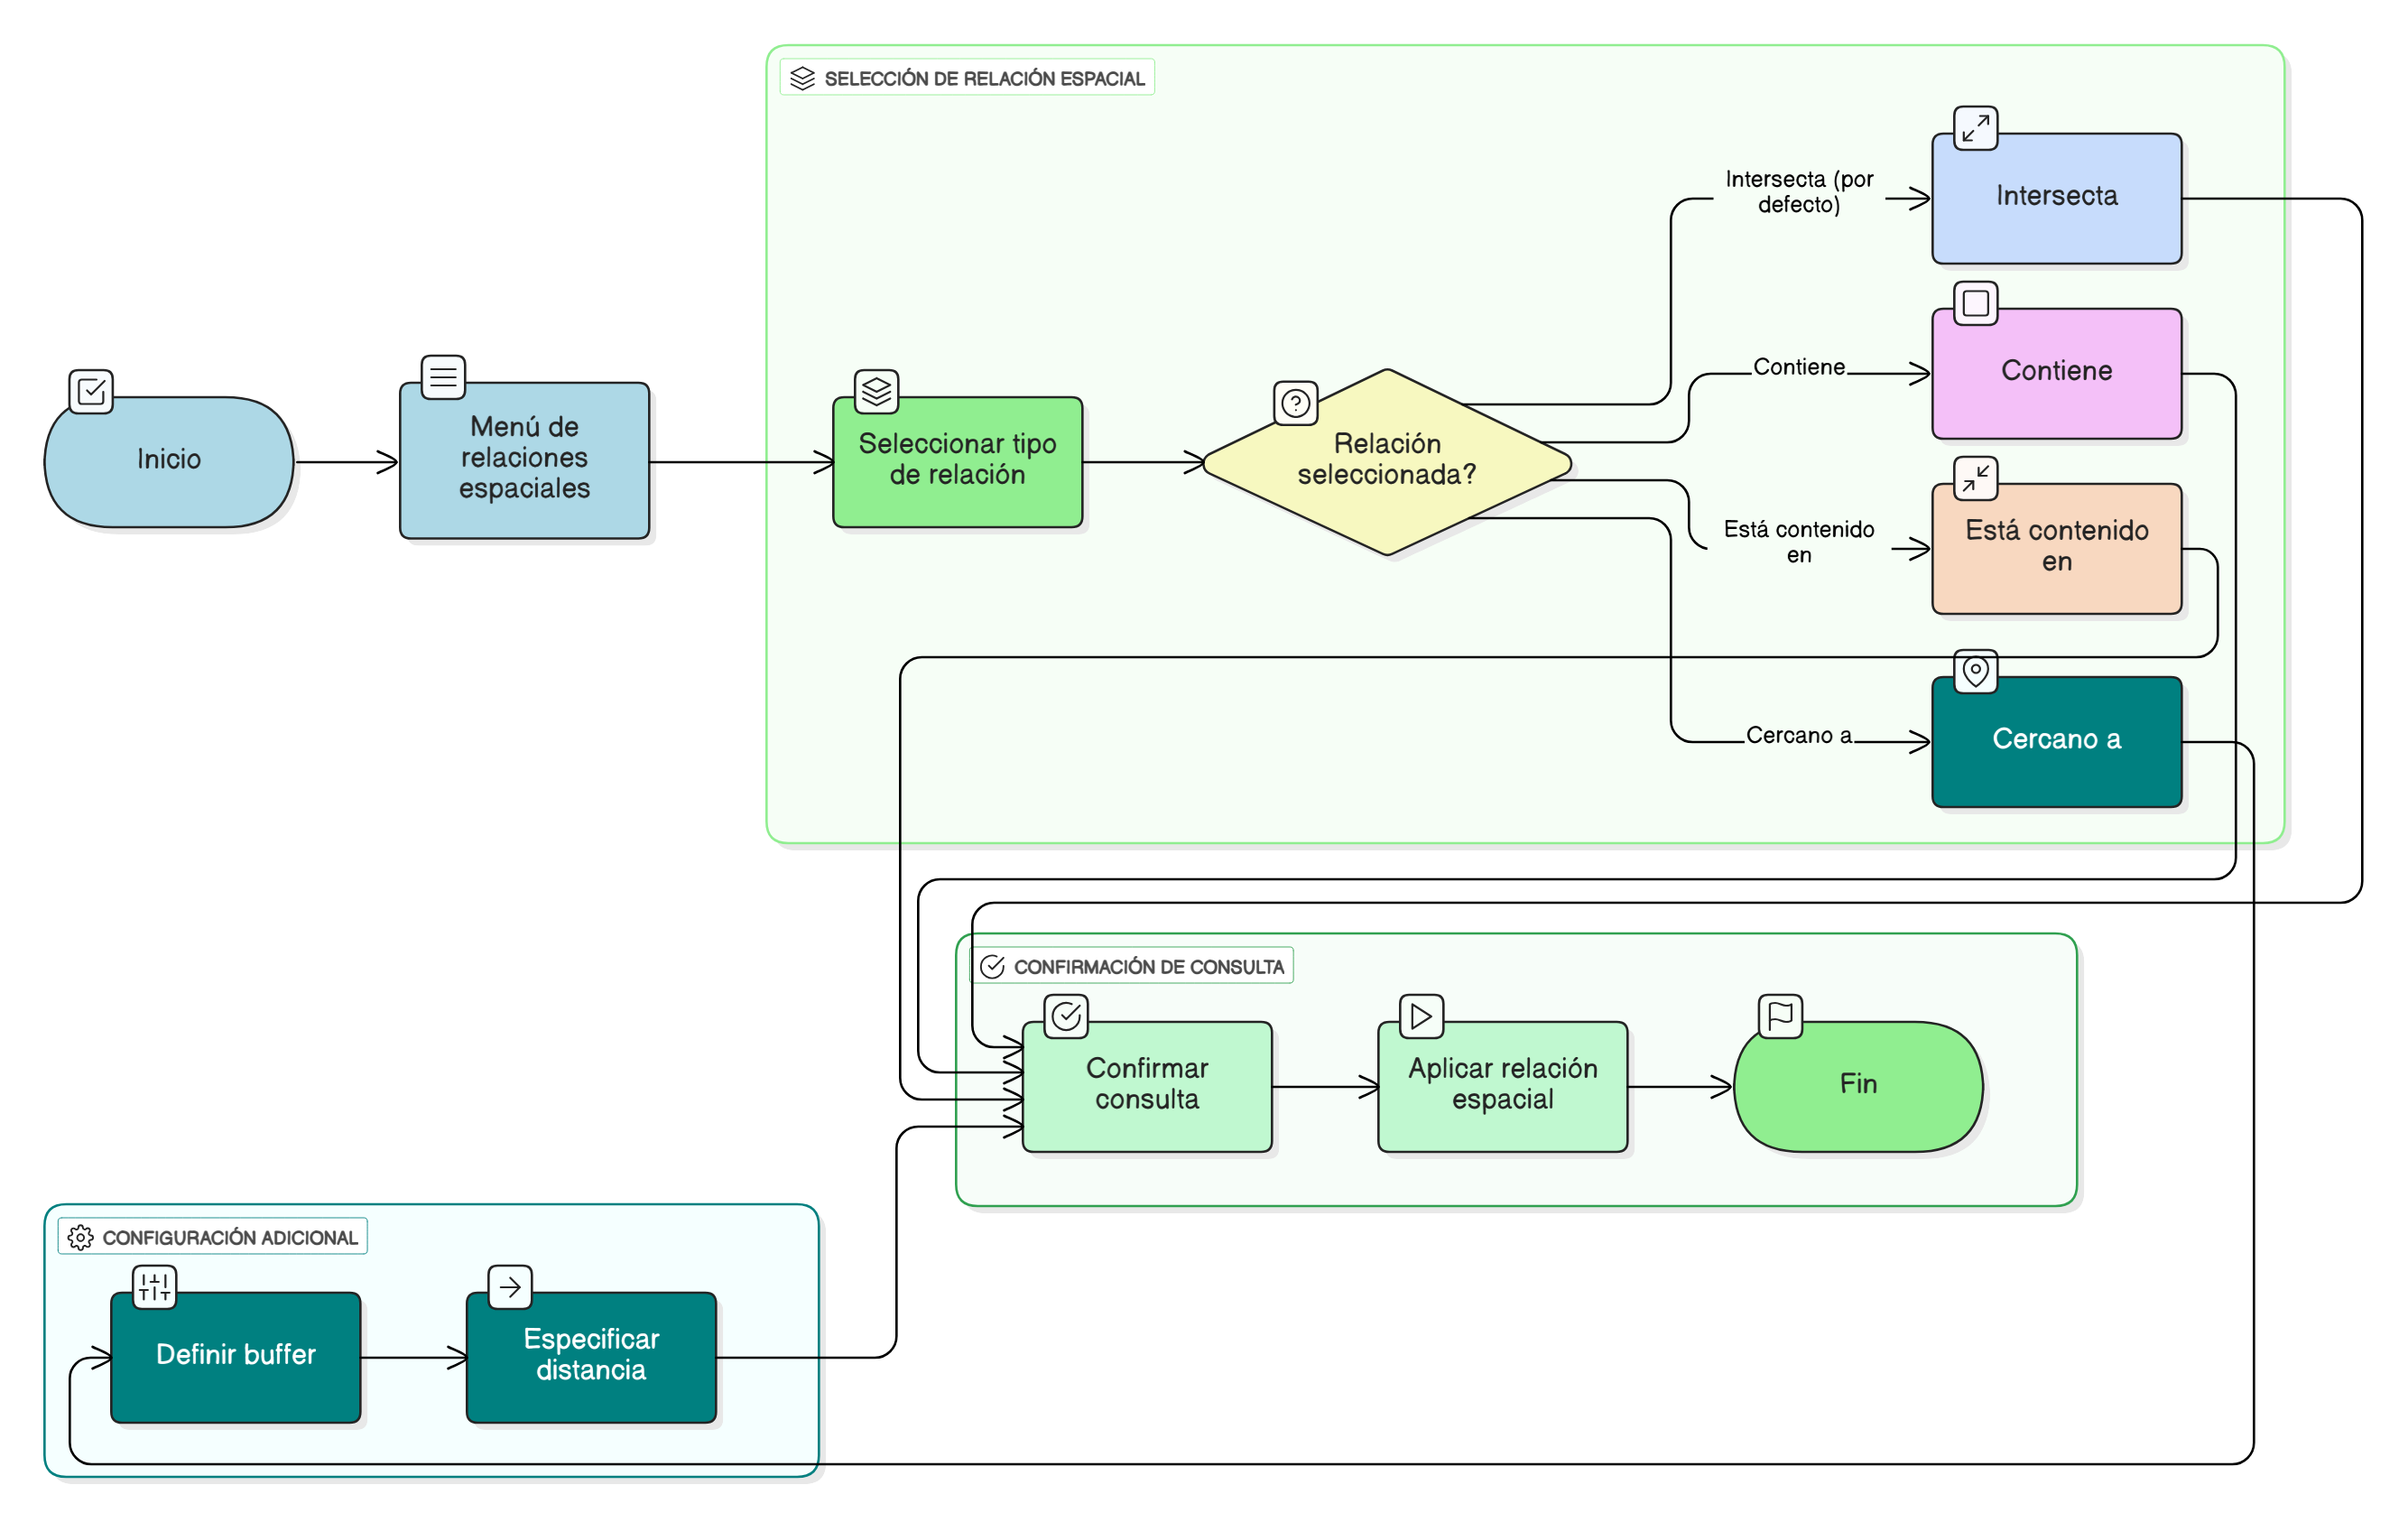 SELECCIÓN DE RELACIÓN ESPACIAL
Intersecta (por
defecto)
Intersecta
Contiene
Contiene
Inicio
Menú de
relaciones
espaciales
Seleccionar tipo
de relación
Relación
seleccionada?
Está contenido
en
Está contenido
en
Cercano a
Cercano a
CONFIRMACIÓN DE CONSULTA
Confirmar
consulta
Aplicar relación
espacial
Fin
CONFIGURACIÓN ADICIONAL
Definir buffer
Especificar
distancia